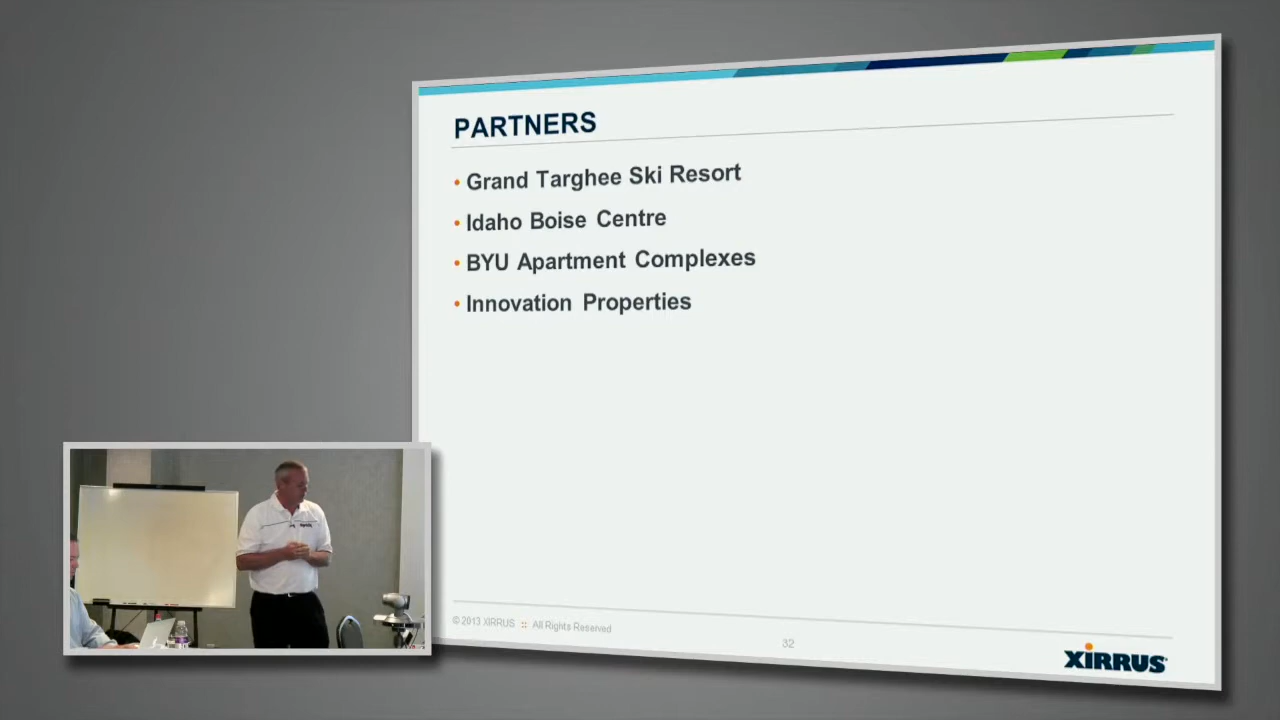 PARTNERS
• Grand Targhee Ski Resort
• Idaho Boise Centre
• BYU Apartment Complexes
• Innovation Properties
© 2013 XIRRUS :: All Rights Reserved
32
XIRRUS